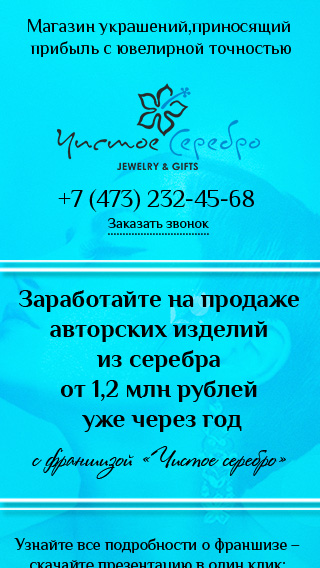 Магазин украшений,приносящий
прибыль с ювелирной точностью
Чистое Серебро
JEWELRY & GIFTS
+7 (473) 232-45-68
Заказать звонок
Заработайте на продаже
авторских изделий
из серебра
от 1,2 млн рублей
уже через год
с франшизой «Чистое серебро»
Узнайте все подробности о франшизе –
скачайте презентацию в один клик: